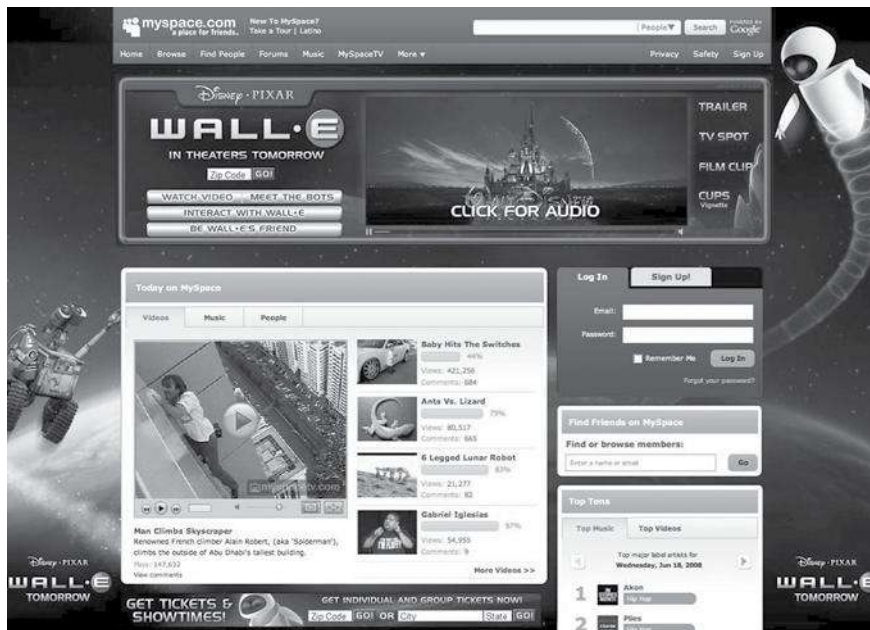 myspace.com
a place for friends.
New To MySpace?
Take a Tour | Latino
People▼
Search
POWERED BY
Google
Home Browse Find People Forums Music MySpaceTV More ▼
Privacy Safety Sign Up
Disney · PIXAR
WALL·E
IN THEATERS TOMORROW
Zip Code GO!
WATCH VIDEO
MEET THE BOTS
INTERACT WITH WALL·E
BE WALL·E'S FRIEND
WALT DISNEY
CLICK FOR AUDIO
TRAILER
TV SPOT
FILM CLIP
CUPS
Vignette
Today on MySpace
Videos Music People
myspacetv.com
Man Climbs Skyscraper
Renowned French climber Alain Robert, (aka 'Spiderman'),
climbs the outside of Abu Dhabi's tallest building.
Plays: 147,632
View comments
Baby Hits The Switches
44%
Views: 421,256
Comments: 684
Ants Vs. Lizard
79%
Views: 80,517
Comments: 665
6 Legged Lunar Robot
83%
Views: 21,277
Comments: 82
Gabriel Iglesias
97%
Views: 54,955
Comments: 9
More Videos >>
Log In
Sign Up!
Email:
Password:
Remember Me
Log In
Forgot your password?
Find Friends on MySpace
Find or browse members:
Enter a name or email
Go
Top Tens
Top Music Top Videos
Top major label artists for
Wednesday, Jun 18, 2008
1 Akon
Hip Hop
2 Plies
Disney · PIXAR
WALL·E
TOMORROW
GET TICKETS &
SHOWTIMES!
GET INDIVIDUAL AND GROUP TICKETS NOW!
Zip Code GO! OR City State GO!
Disney · PIXAR
WALL·E
TOMORROW